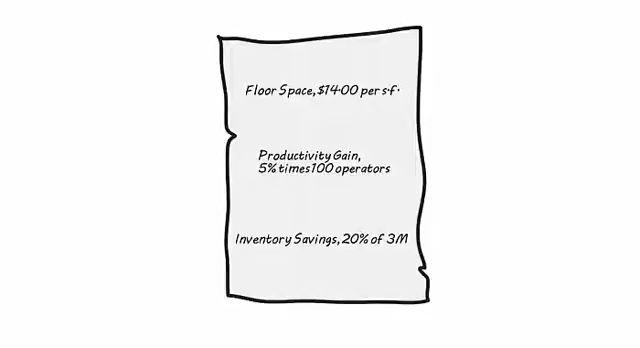 Floor Space, $14.00 per s.f.
Productivity Gain,
5% times 100 operators
Inventory Savings, 20% of 3M